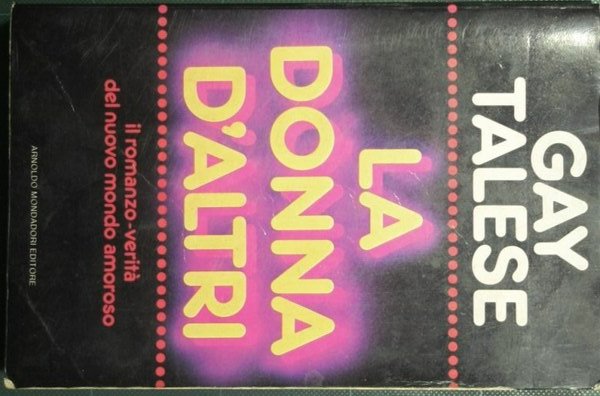 GAY
TALESE
LA
DONNA
D'ALTRI
il romanzo-verità
del nuovo mondo amoroso
ARNOLDO MONDADORI EDITORE